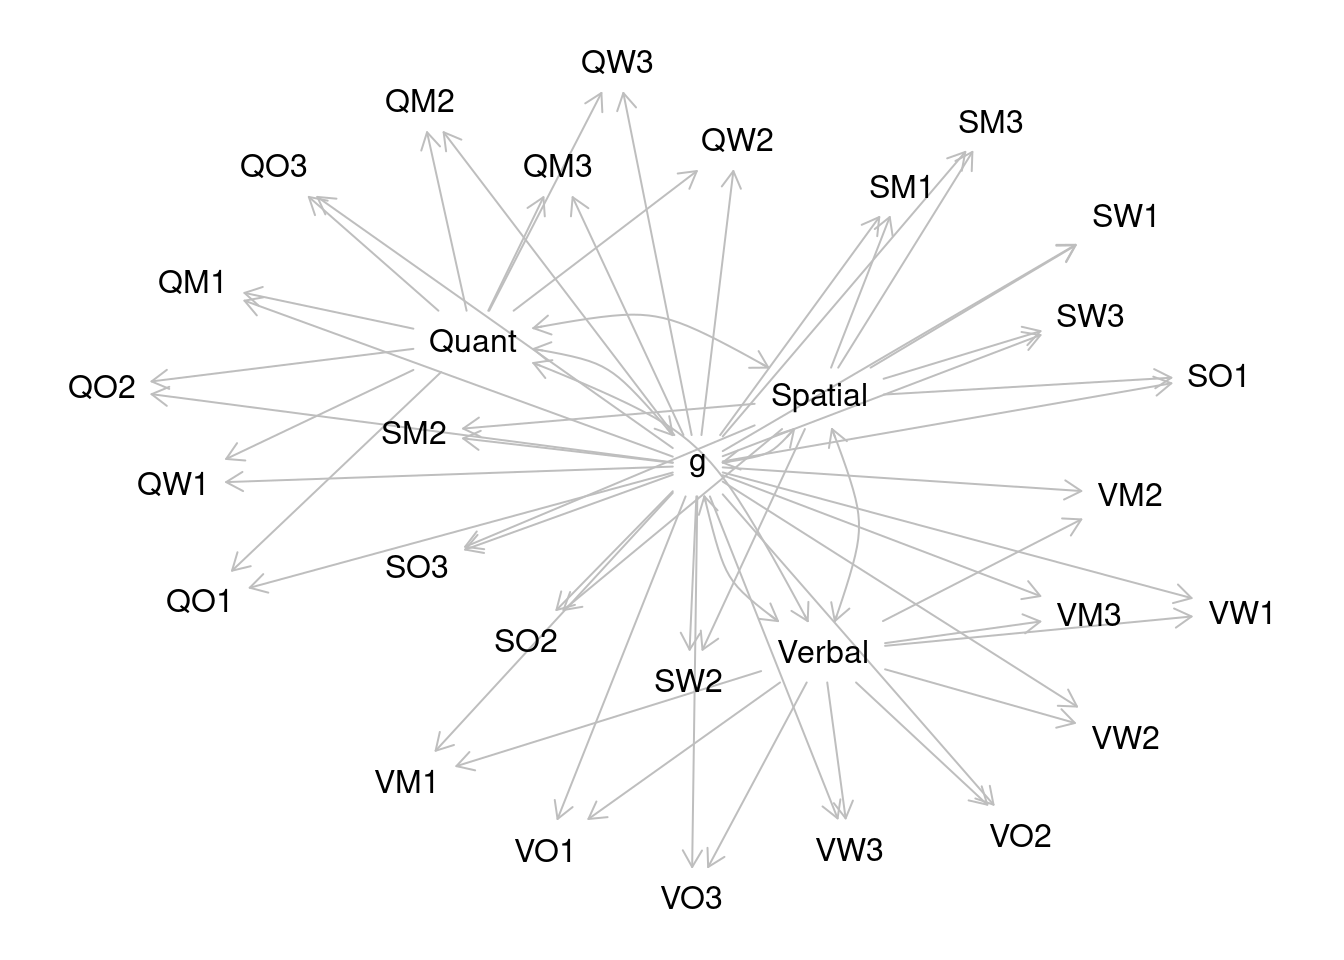 QW3
QM2
SM3
QW2
QO3
QM3
SM1
SW1
QM1
SW3
Quant
SO1
QO2
Spatial
SM2
g
QW1
VM2
SO3
QO1
VM3
VW1
SO2
Verbal
SW2
VW2
VM1
VO2
VO1
VW3
VO3